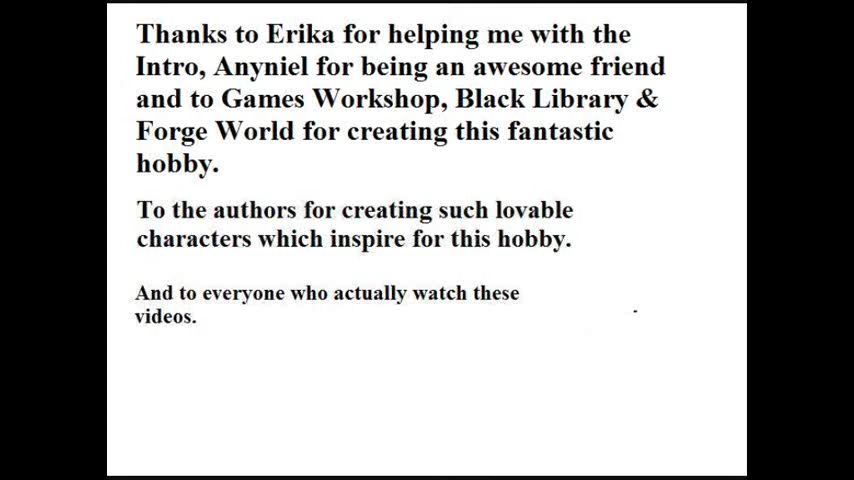 Thanks to Erika for helping me with the
Intro, Anyniel for being an awesome friend
and to Games Workshop, Black Library &
Forge World for creating this fantastic
hobby.
To the authors for creating such lovable
characters which inspire for this hobby.
And to everyone who actually watch these
videos.